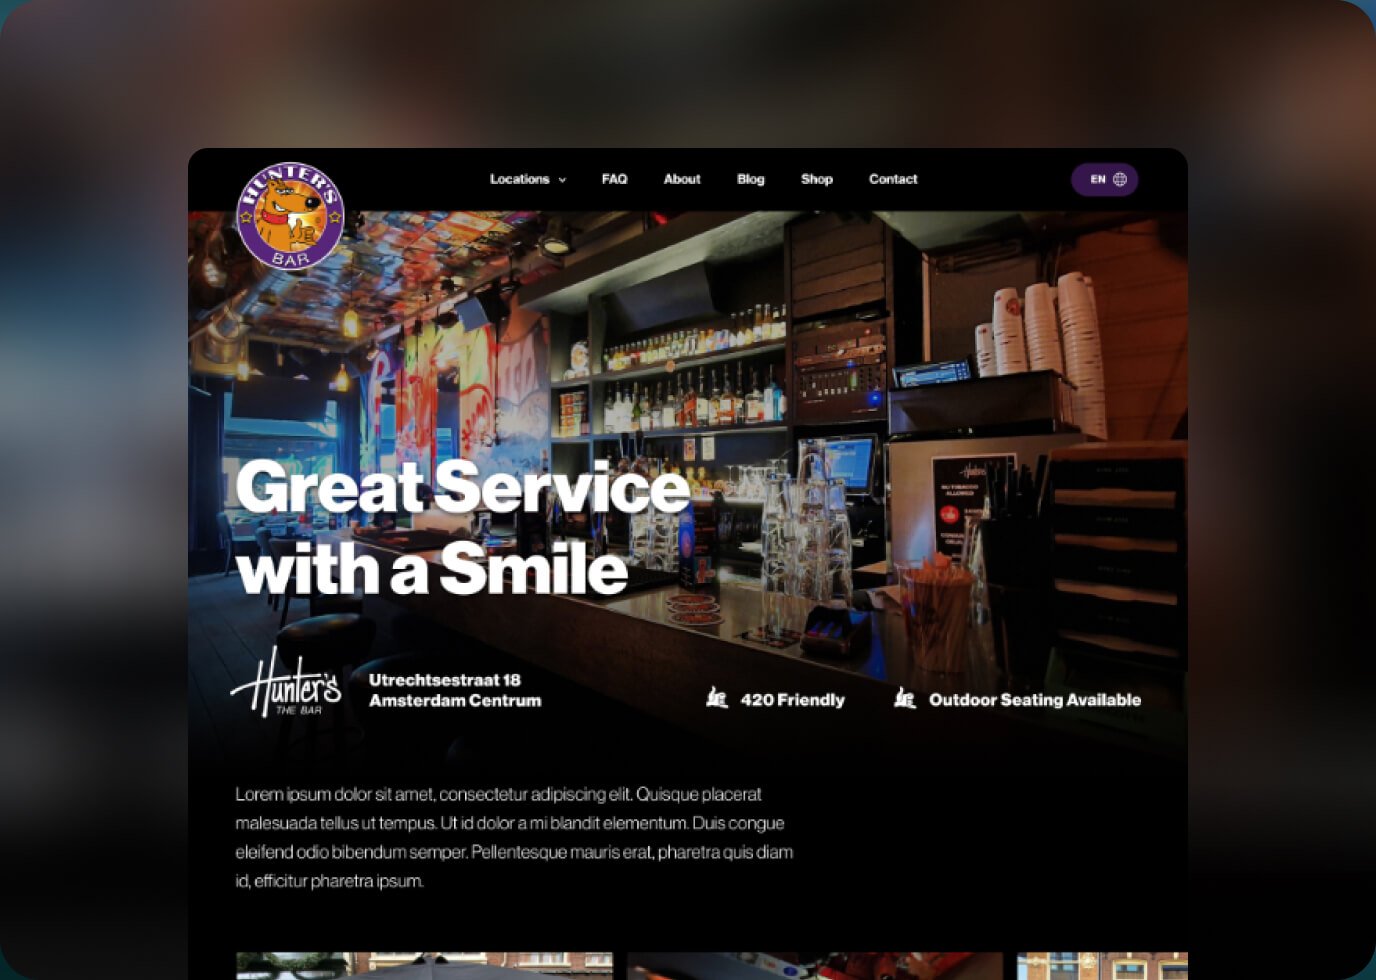 HUNTER'S
BAR
Locations
FAQ
About
Blog
Shop
Contact
EN
Great Service
with a Smile
Hunter's
THE BAR
Utrechtsestraat 18
Amsterdam Centrum
420 Friendly
Outdoor Seating Available
Lorem ipsum dolor sit amet, consectetur adipiscing elit. Quisque placerat
malesuada tellus ut tempus. Ut id dolor a mi blandit elementum. Duis congue
eleifend odio bibendum semper. Pellentesque mauris erat, pharetra quis diam
id, efficitur pharetra ipsum.